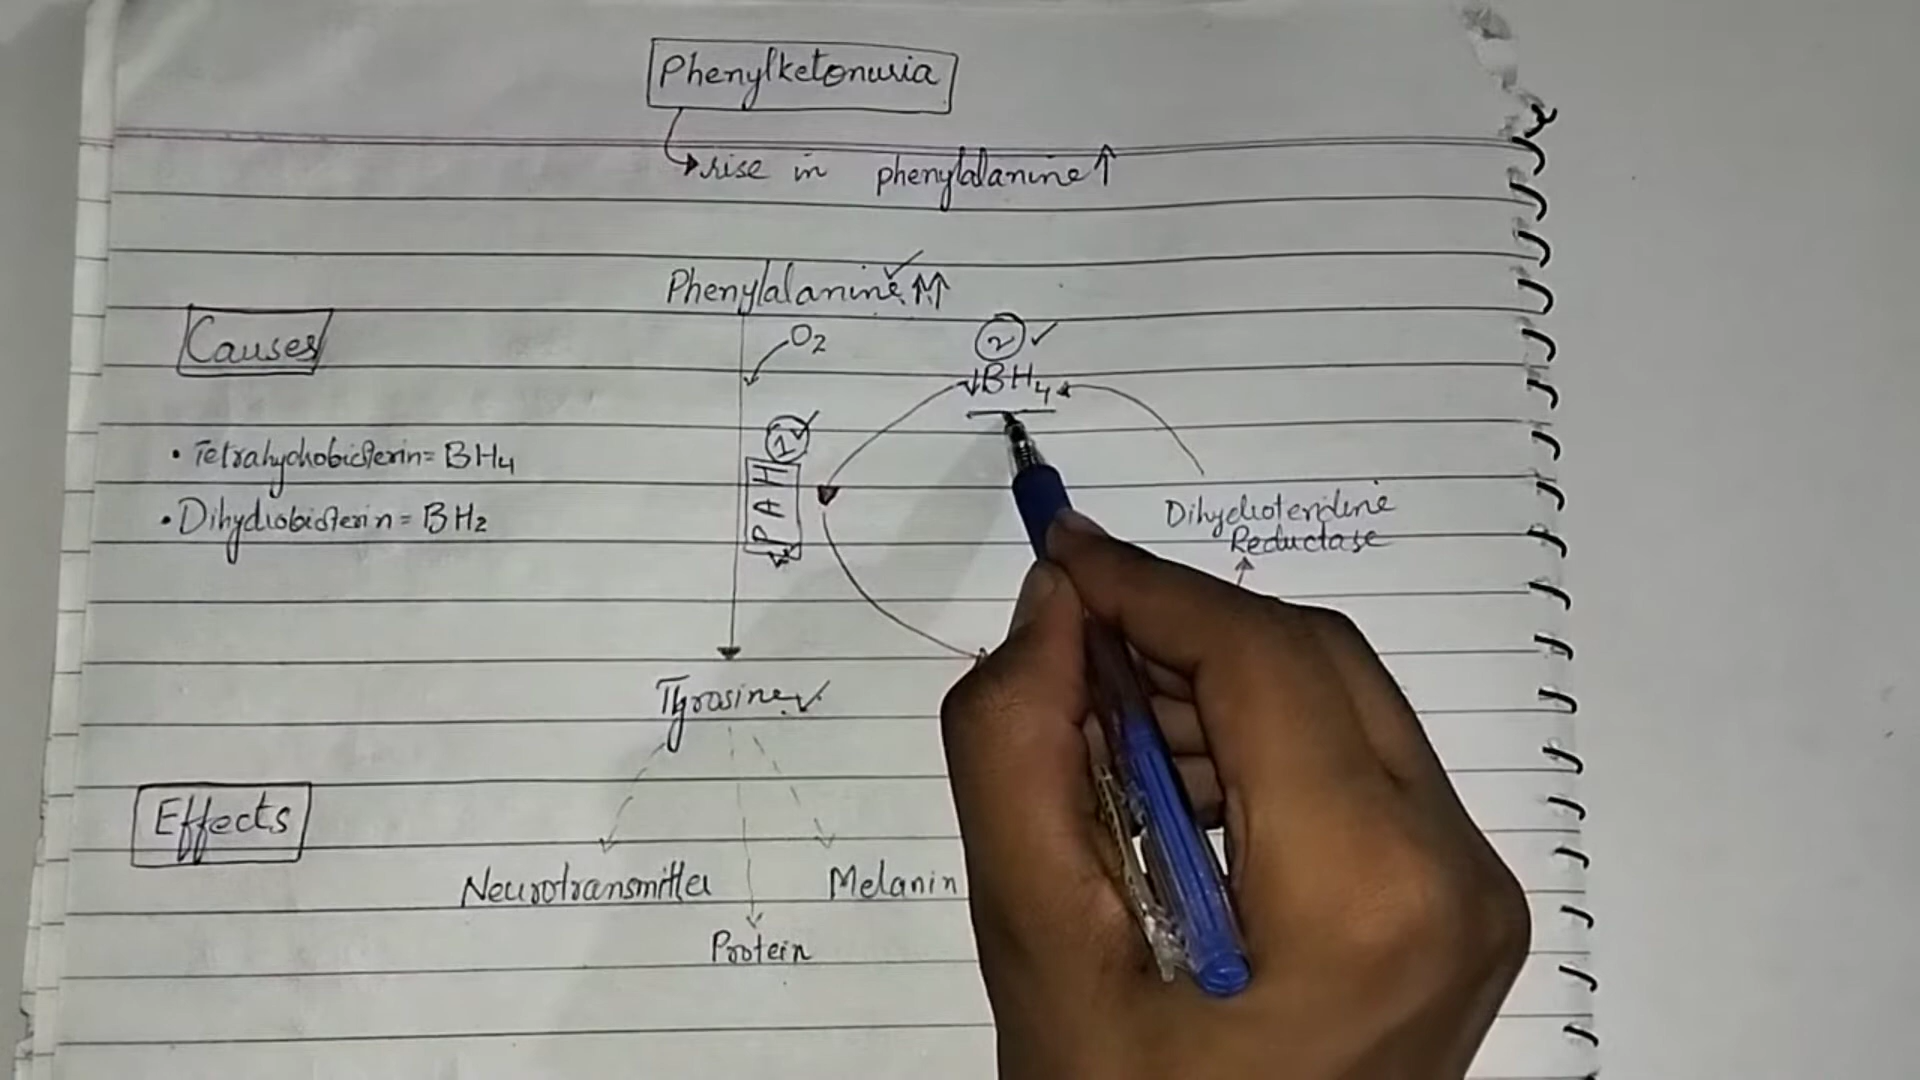 Phenylketonuria
rise in phenylalanine ↑
Phenylalanine ↑↑
O2
Causes
2
↓BH4
1
PAH
• Tetrahydrobiopterin = BH4
• Dihydrobiopterin = BH2
Dihydropteridine
Reductase
Tyrosine
Effects
Neurotransmitter
Melanin
Protein